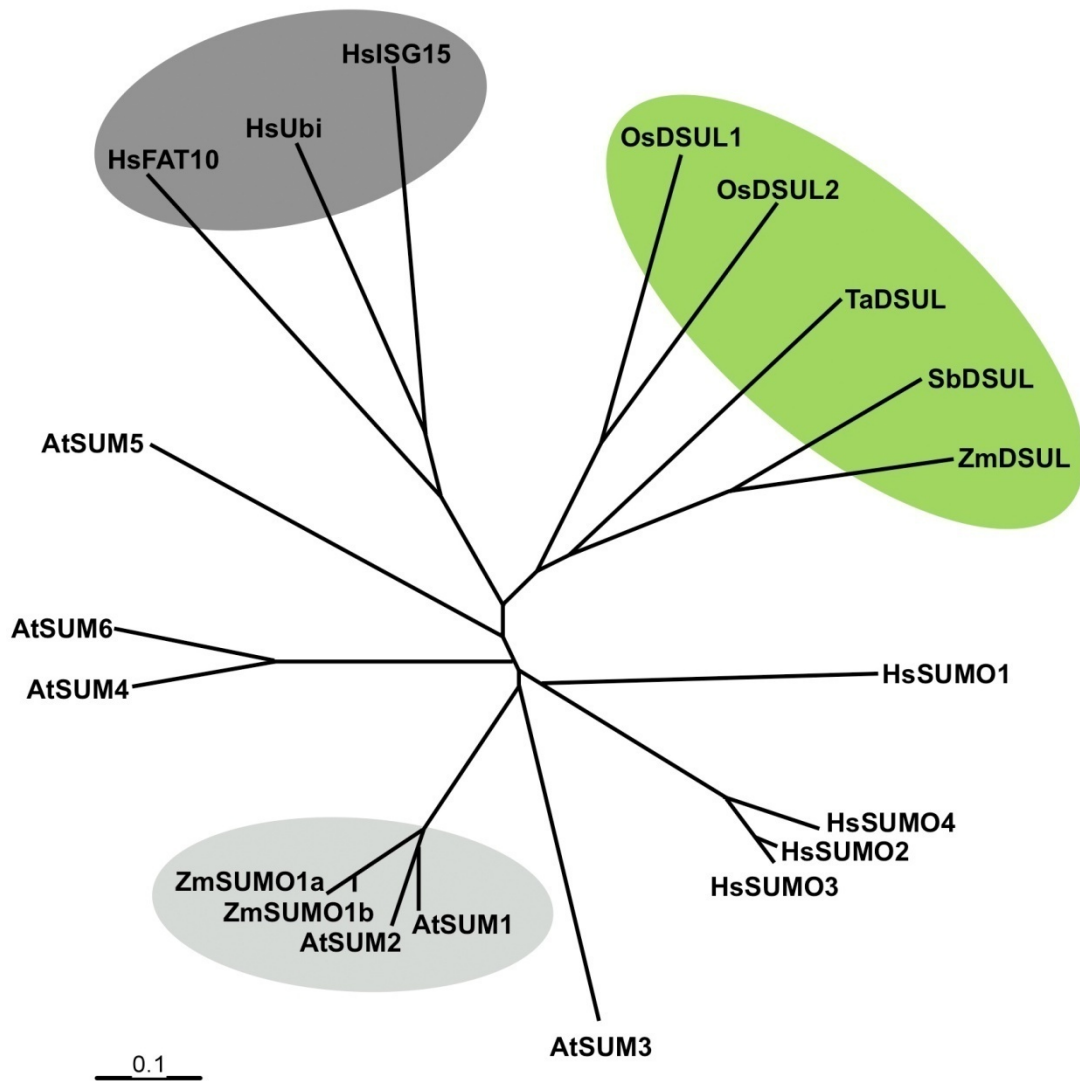 HsISG15
HsUbi
HsFAT10
OsDSUL1
OsDSUL2
TaDSUL
SbDSUL
ZmDSUL
AtSUM5
AtSUM6
AtSUM4
HsSUMO1
HsSUMO4
HsSUMO2
HsSUMO3
ZmSUMO1a
ZmSUMO1b
AtSUM2
AtSUM1
AtSUM3
0.1